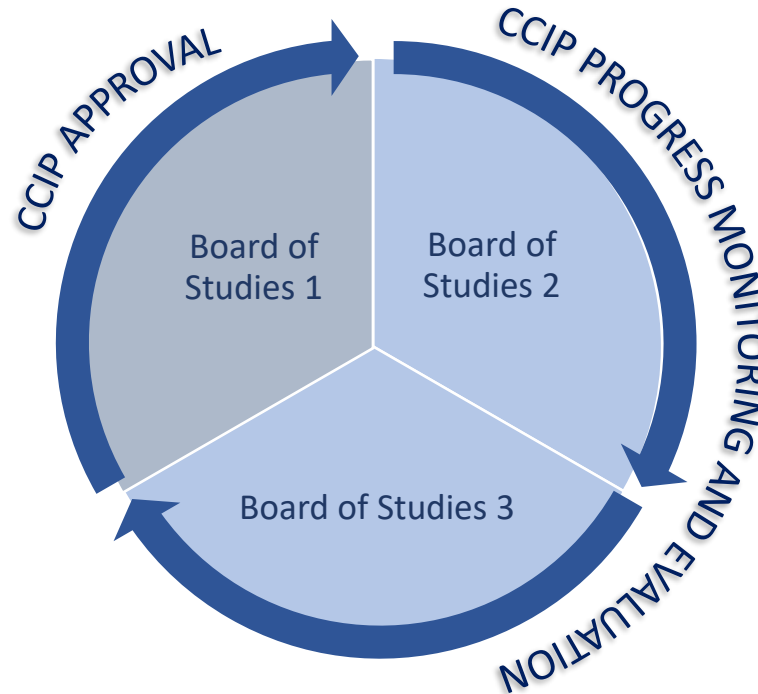 CCIP APPROVAL
CCIP PROGRESS MONITORING AND EVALUATION
Board of
Studies 1
Board of
Studies 2
Board of Studies 3